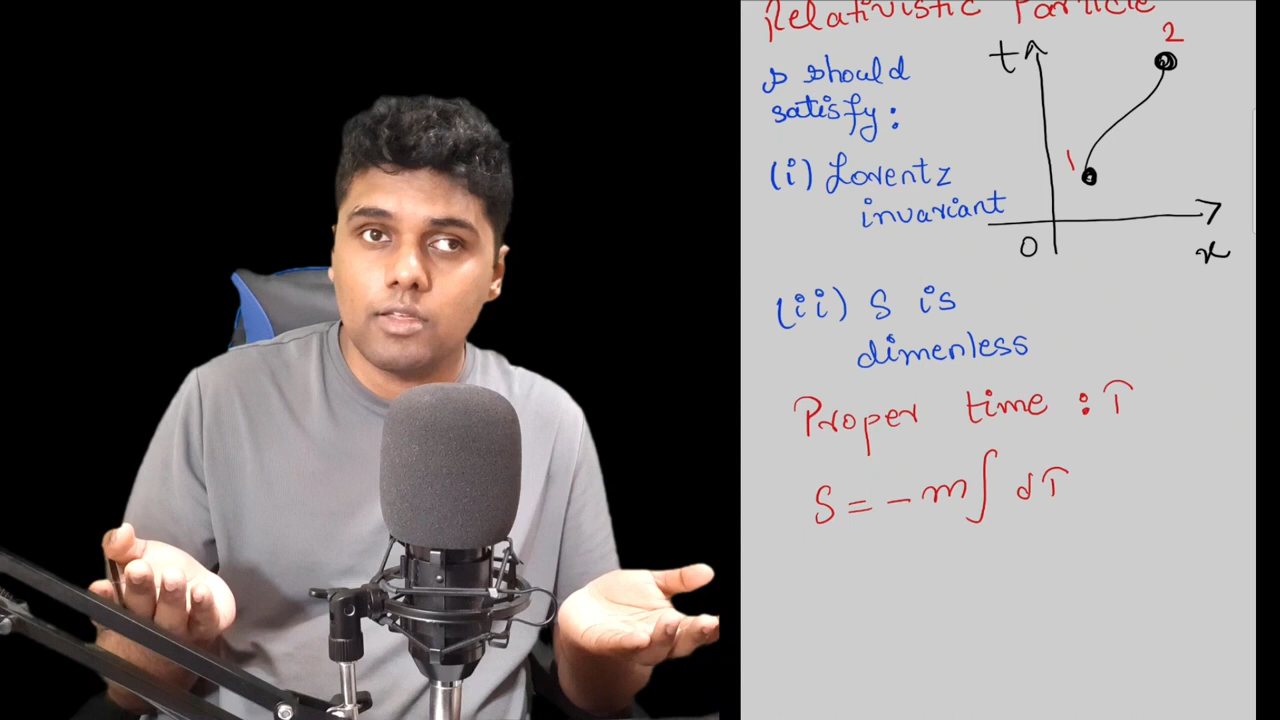 Relativistic Particle
S should
satisfy:
(i) Lorentz
invariant
(ii) S is
dimenless
t
2
1
0
x
Proper time : τ
S = - m ∫ dτ